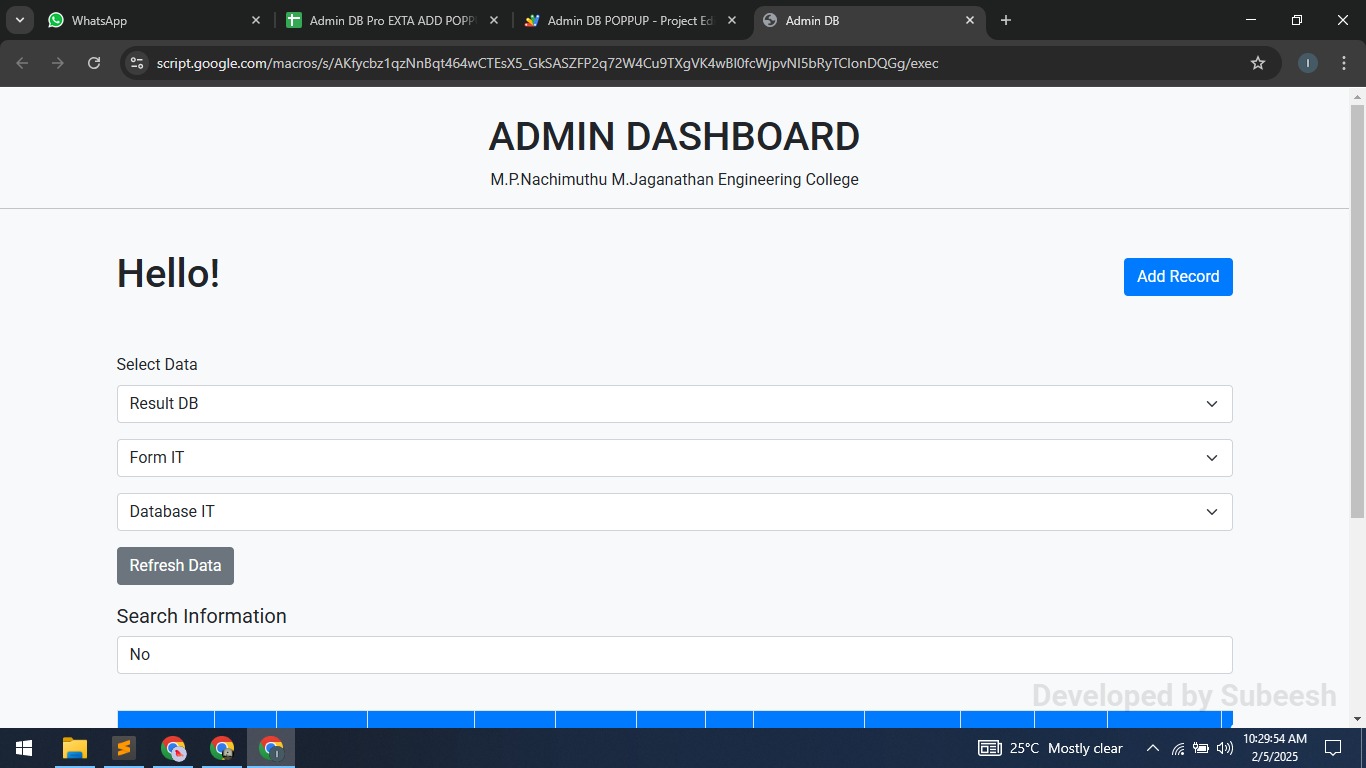 WhatsApp
Admin DB Pro EXTA ADD POPP
Admin DB POPPUP - Project Ed
Admin DB
script.google.com/macros/s/AKfycbz1qzNnBqt464wCTEsX5_GkSASZFP2q72W4Cu9TXgVK4wBl0fcWjpvNI5bRyTClonDQGg/exec
I
ADMIN DASHBOARD
M.P.Nachimuthu M.Jaganathan Engineering College
Hello!
Add Record
Select Data
Result DB
Form IT
Database IT
Refresh Data
Search Information
No
Developed by Subeesh
25°C Mostly clear
10:29:54 AM
2/5/2025